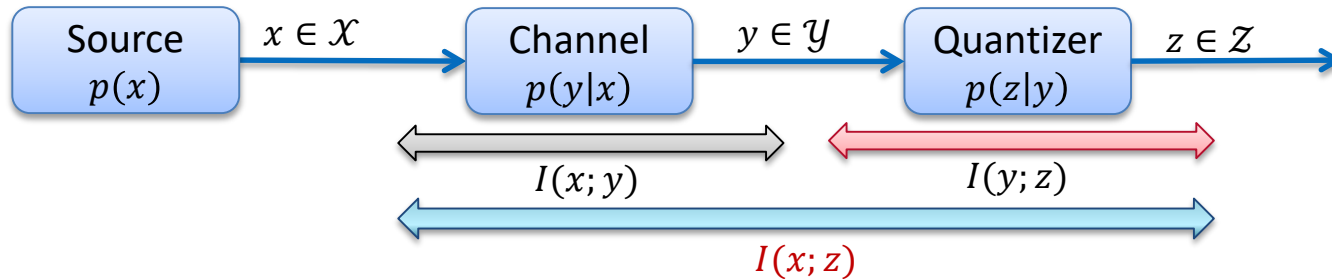 Source
p(x)
x ∈ 𝒳
Channel
p(y|x)
y ∈ 𝒴
Quantizer
p(z|y)
z ∈ 𝒵
I(x; y)
I(y; z)
I(x; z)